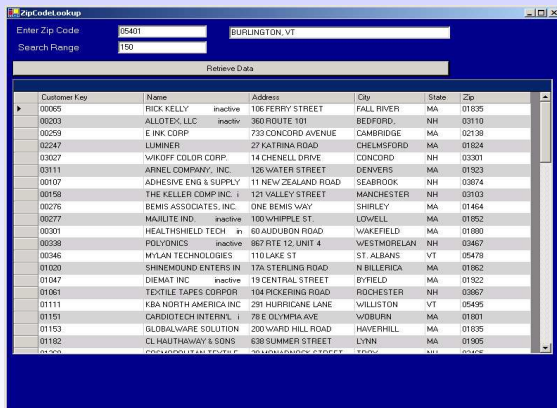 ZipCodeLookup
Enter Zip Code 05401 BURLINGTON, VT
Search Range 150
Retrieve Data
Customer Key Name Address City State Zip
00065 RICK KELLY inactive 106 FERRY STREET FALL RIVER MA 01835
00203 ALLOTEX, LLC inactiv 360 ROUTE 101 BEDFORD, NH 03110
00259 E INK CORP 733 CONCORD AVENUE CAMBRIDGE MA 02138
02247 LUMINER 27 KATRINA ROAD CHELMSFORD MA 01824
03027 WIKOFF COLOR CORP. 14 CHENELL DRIVE CONCORD NH 03301
03111 ARNEL COMPANY, INC. 126 WATER STREET DENVERS MA 01923
00107 ADHESIVE ENG & SUPPLY 11 NEW ZEALAND ROAD SEABROOK NH 03874
00158 THE KELLER COMP INC. i 121 VALLEY STREET MANCHESTER NH 03103
00276 BEMIS ASSOCIATES, INC. ONE BEMIS WAY SHIRLEY MA 01464
00277 MAJILITE IND. inactive 100 WHIPPLE ST. LOWELL MA 01852
00301 HEALTHSHIELD TECH in 60 AUDUBON ROAD WAKEFIELD MA 01880
00338 POLYONICS inactive 867 RTE 12, UNIT 4 WESTMORELAN NH 03467
00346 MYLAN TECHNOLOGIES 110 LAKE ST ST. ALBANS VT 05478
01020 SHINEMOUND ENTERS IN 17A STERLING ROAD N BILLERICA MA 01862
01047 DIEMAT INC inactive 19 CENTRAL STREET BYFIELD MA 01922
01061 TEXTILE TAPES CORPOR 104 PICKERING ROAD ROCHESTER NH 03867
01111 KBA NORTH AMERICA INC 291 HURRICANE LANE WILLISTON VT 05495
01151 CARDIOTECH INTERN'L i 78 E OLYMPIA AVE WOBURN MA 01801
01153 GLOBALWARE SOLUTION 200 WARD HILL ROAD HAVERHILL MA 01835
01182 CL HAUTHAWAY & SONS 638 SUMMER STREET LYNN MA 01905
COSMOPOLITAN TEXTILE MONADNOCK STREET TROY NH 03465